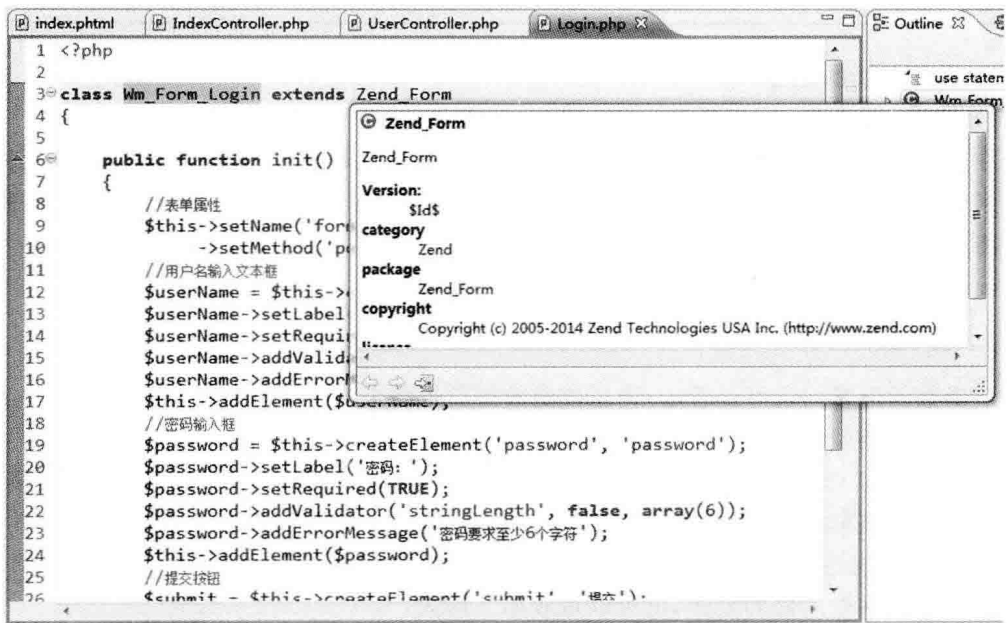 index.phtml IndexController.php UserController.php Login.php Outline
1 <?php
2
3 class Wm_Form_Login extends Zend_Form
4 {
5
6 public function init()
7 {
8 //表单属性
9 $this->setName('for
10 ->setMethod('p
11 //用户名输入文本框
12 $userName = $this->
13 $userName->setLabel
14 $userName->setRequi
15 $userName->addValid
16 $userName->addError
17 $this->addElement($userName);
18 //密码输入框
19 $password = $this->createElement('password', 'password');
20 $password->setLabel('密码: ');
21 $password->setRequired(TRUE);
22 $password->addValidator('stringLength', false, array(6));
23 $password->addErrorMessage('密码要求至少6个字符');
24 $this->addElement($password);
25 //提交按钮
26 $submit = $this->createElement('submit', '提交');
Zend_Form
Zend_Form
Version:
$Id$
category
Zend
package
Zend_Form
copyright
Copyright (c) 2005-2014 Zend Technologies USA Inc. (http://www.zend.com)
license
use staten
Wm_Form